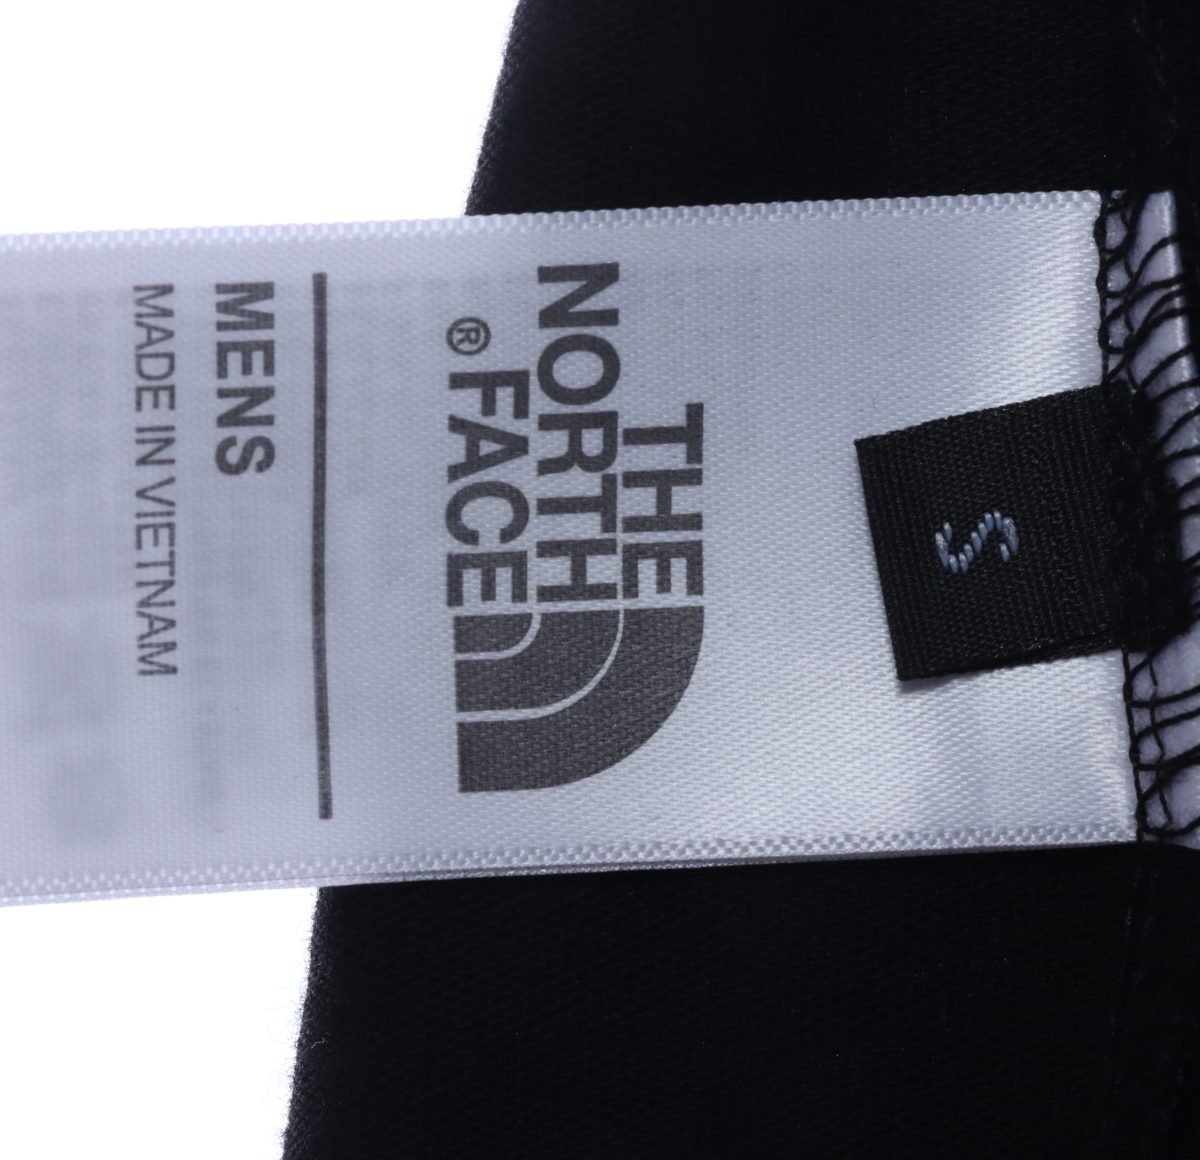 S
THE
NORTH
FACE®
MENS
MADE IN VIETNAM